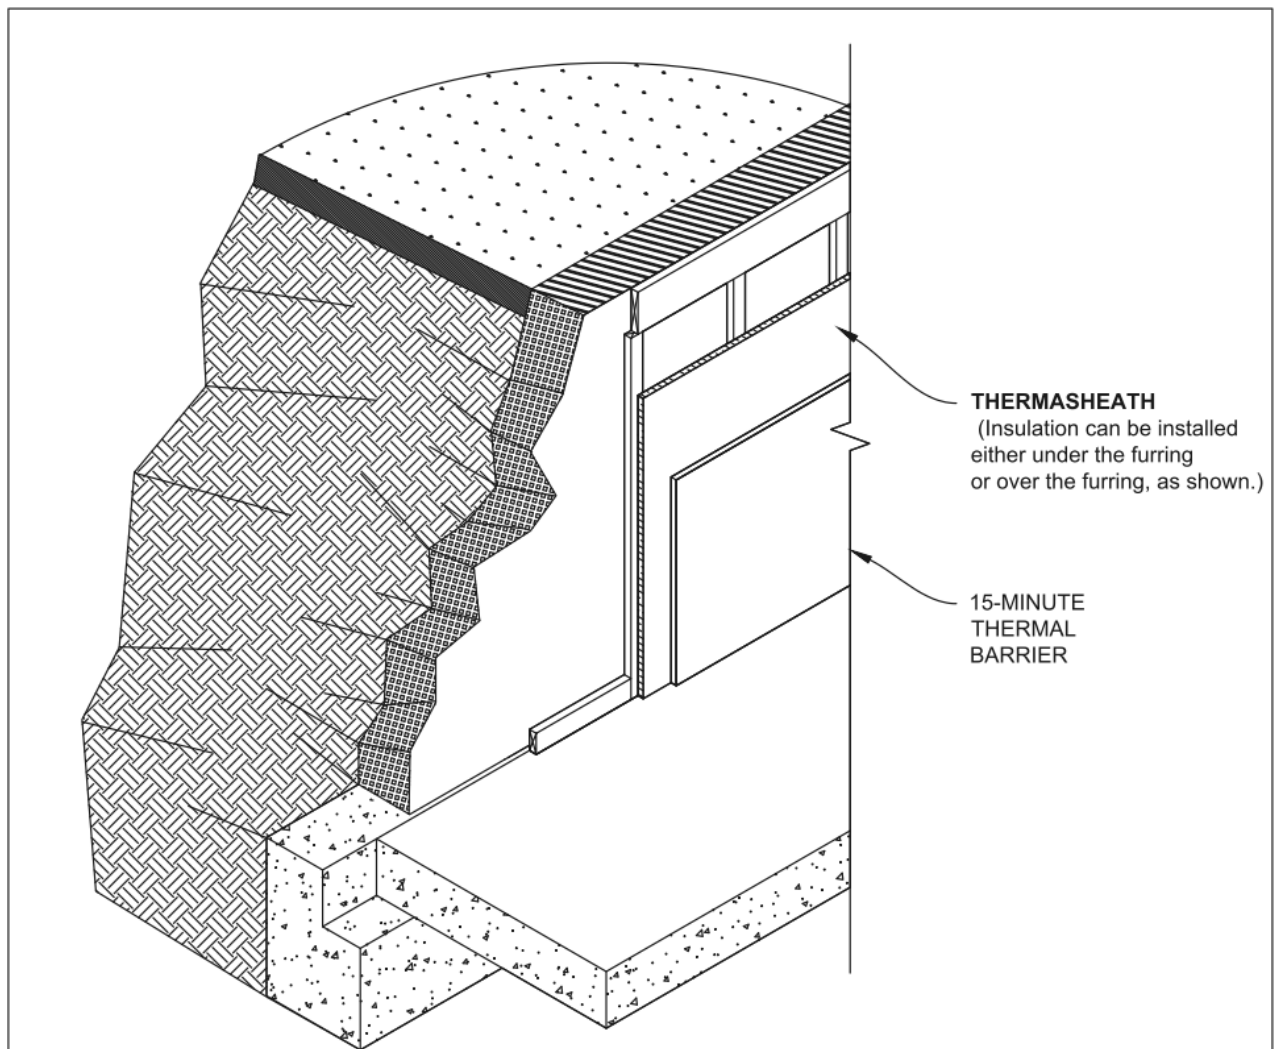 THERMASHEATH
(Insulation can be installed
either under the furring
or over the furring, as shown.)
15-MINUTE
THERMAL
BARRIER